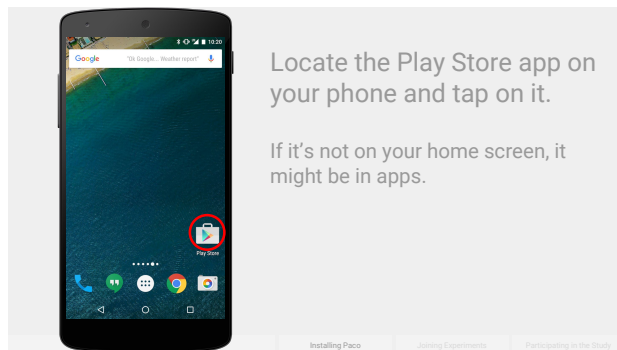 10:20
Google "Ok Google... Weather report"
Play Store
Locate the Play Store app on
your phone and tap on it.
If it's not on your home screen, it
might be in apps.
Installing Paco Joining Experiments Participating in the Study